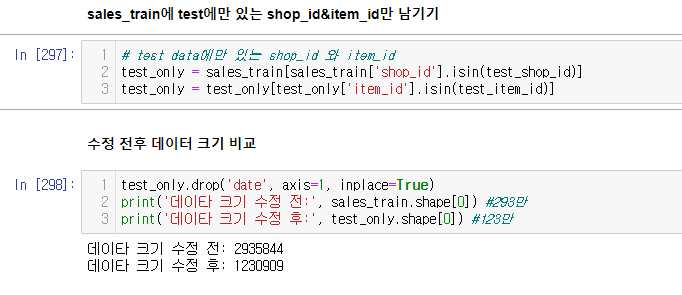 sales_train에 test에만 있는 shop_id&item_id만 남기기
In [297]:
1 # test data에만 있는 shop_id 와 item_id
2 test_only = sales_train[sales_train['shop_id'].isin(test_shop_id)]
3 test_only = test_only[test_only['item_id'].isin(test_item_id)]
수정 전후 데이터 크기 비교
In [298]:
1 test_only.drop('date', axis=1, inplace=True)
2 print('데이타 크기 수정 전:', sales_train.shape[0]) #293만
3 print('데이타 크기 수정 후:', test_only.shape[0]) #123만
데이타 크기 수정 전: 2935844
데이타 크기 수정 후: 1230909